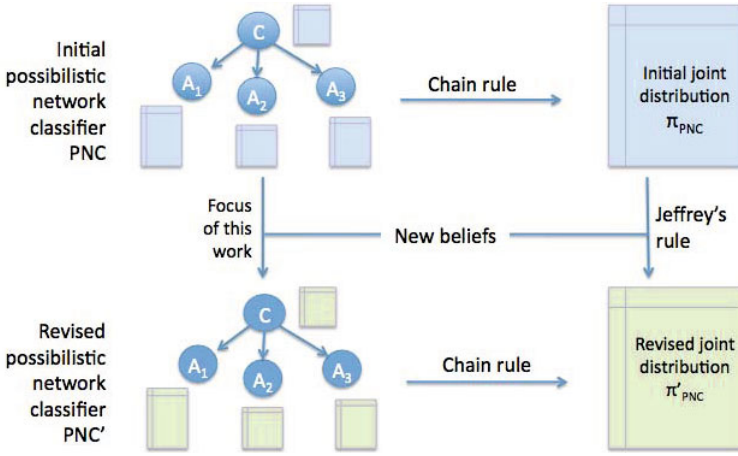 Initial
possibilistic
network
classifier
PNC
C
A1
A2
A3
Chain rule
Initial joint
distribution
πPNC
Focus
of this
work
New beliefs
Jeffrey's
rule
Revised
possibilistic
network
classifier
PNC'
C
A1
A2
A3
Chain rule
Revised joint
distribution
π'PNC